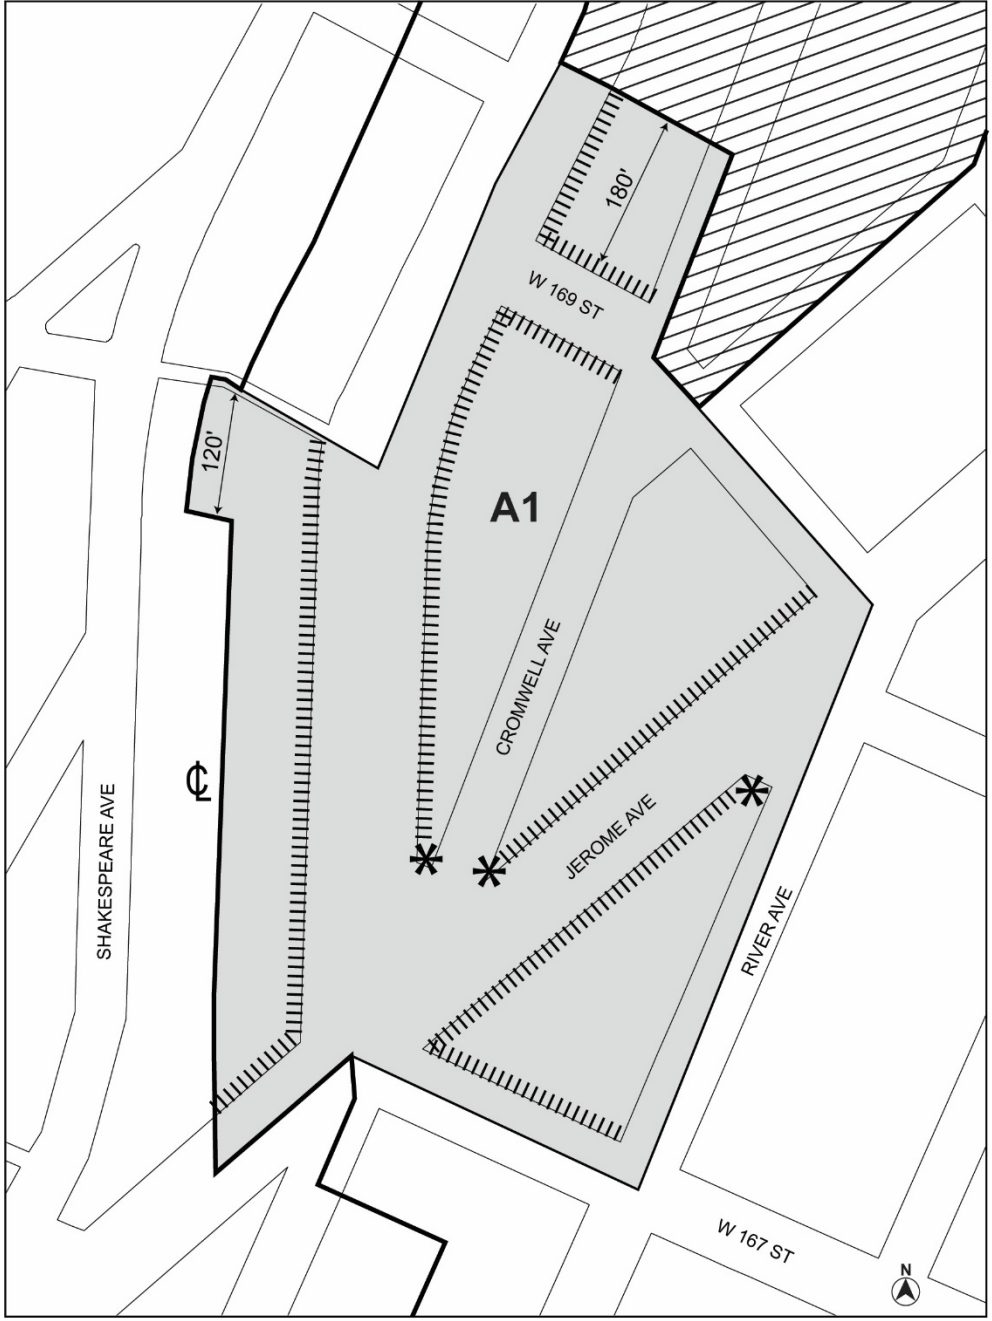 180'
W 169 ST
120'
A1
CROMWELL AVE
℄
JEROME AVE
SHAKESPEARE AVE
RIVER AVE
W 167 ST
N